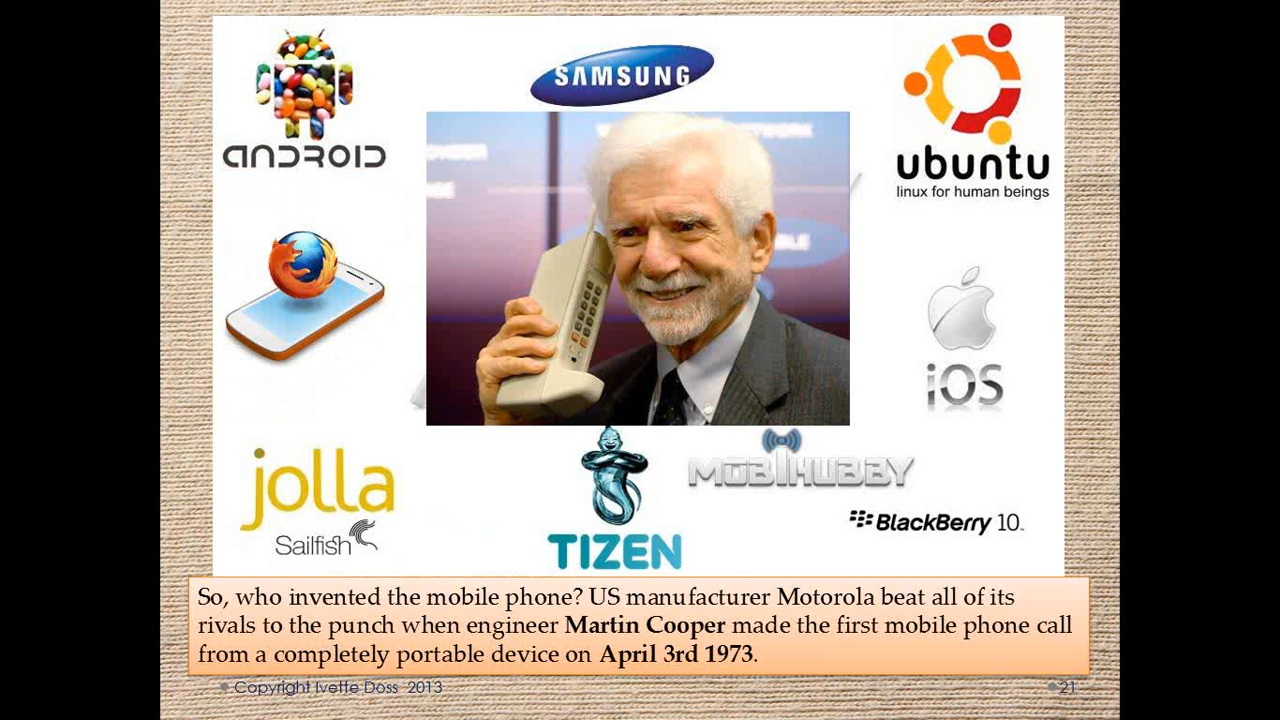 SAMSUNG
ANDROID
ubuntu
linux for human beings
iOS
jolla
Sailfish
MOBIHUBBY
BlackBerry 10
TIZEN
So, who invented the mobile phone? US manufacturer Motorola beat all of its
rivals to the punch when engineer Martin Cooper made the first mobile phone call
from a completely portable device on April 3rd 1973.
Copyright Ivette Doss 2013
21